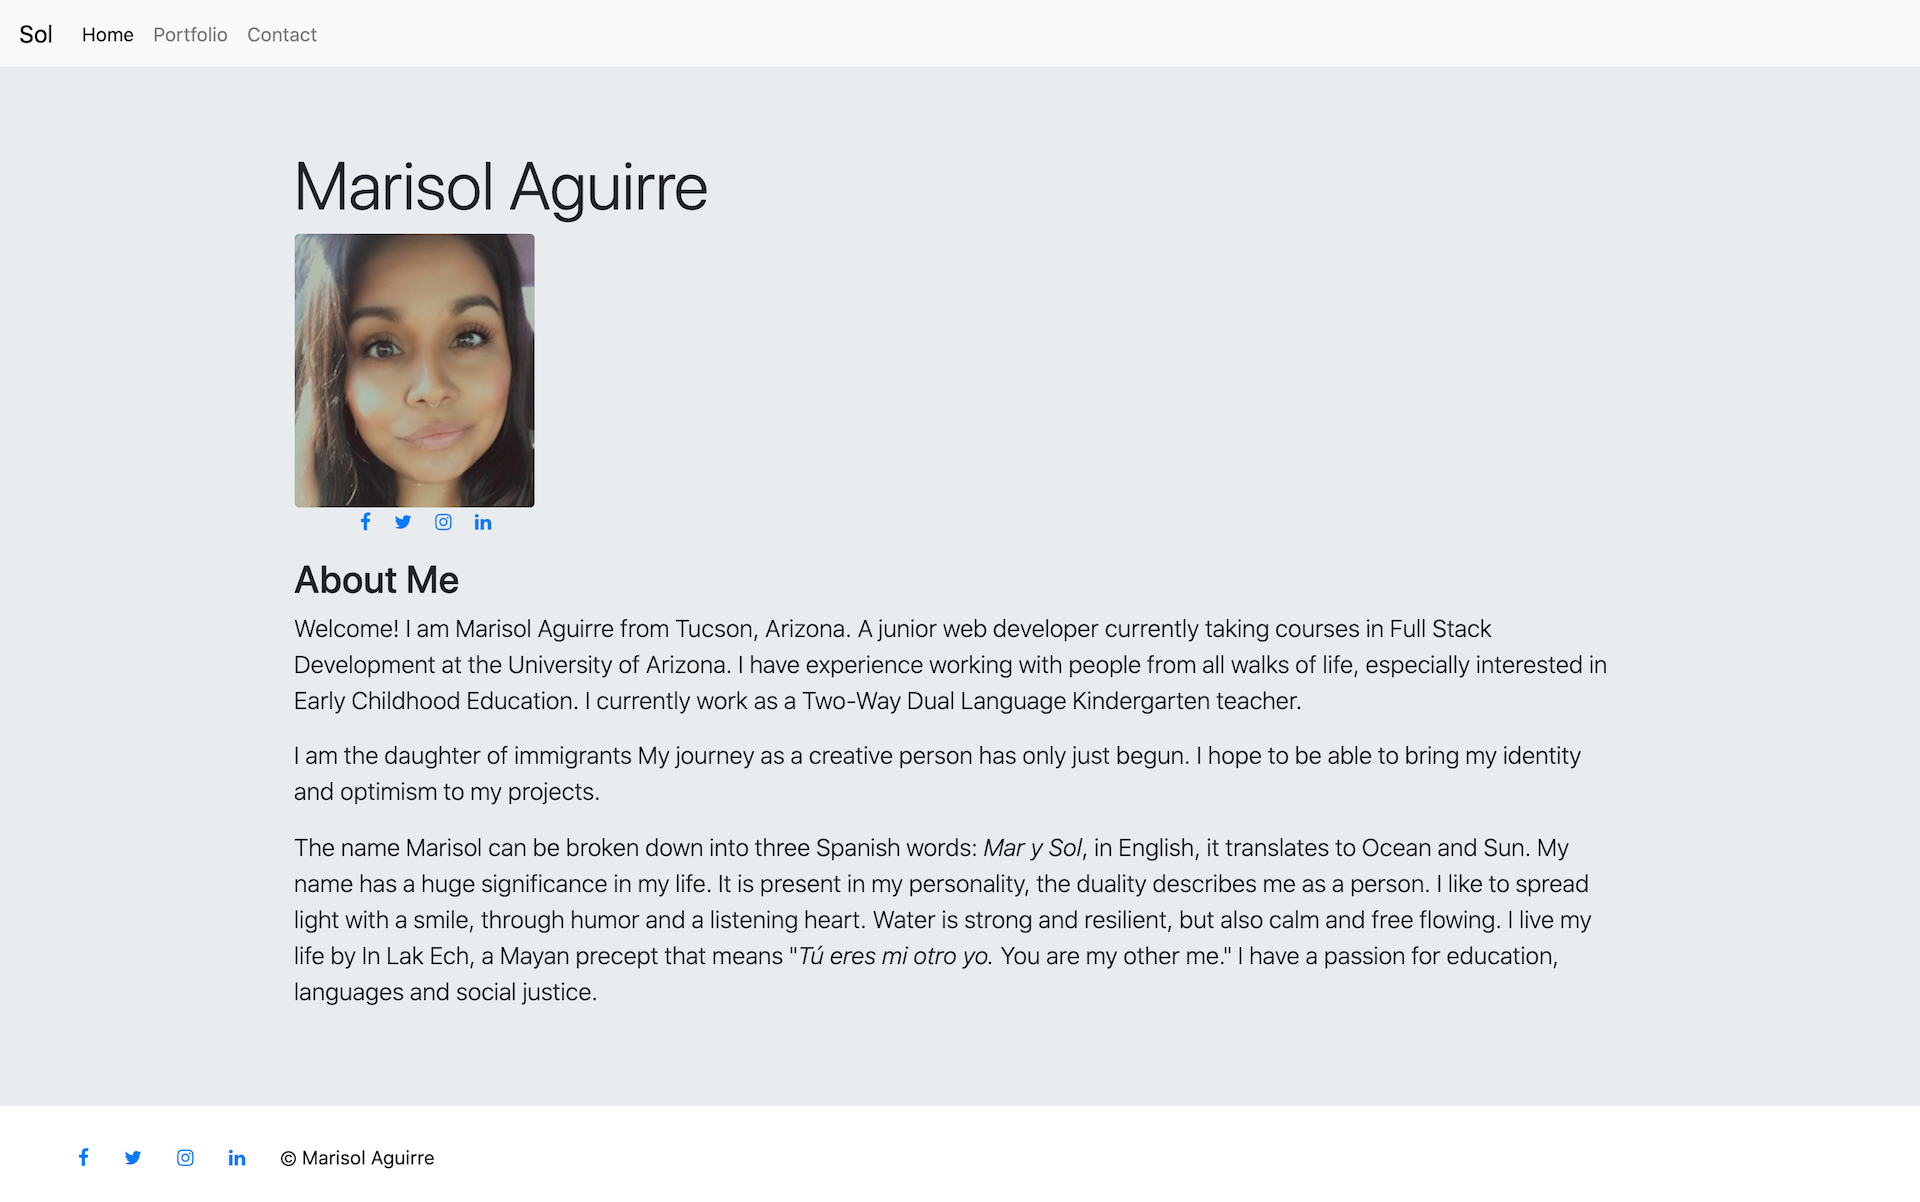 Sol Home Portfolio Contact
Marisol Aguirre
About Me
Welcome! I am Marisol Aguirre from Tucson, Arizona. A junior web developer currently taking courses in Full Stack
Development at the University of Arizona. I have experience working with people from all walks of life, especially interested in
Early Childhood Education. I currently work as a Two-Way Dual Language Kindergarten teacher.
I am the daughter of immigrants My journey as a creative person has only just begun. I hope to be able to bring my identity
and optimism to my projects.
The name Marisol can be broken down into three Spanish words: Mar y Sol, in English, it translates to Ocean and Sun. My
name has a huge significance in my life. It is present in my personality, the duality describes me as a person. I like to spread
light with a smile, through humor and a listening heart. Water is strong and resilient, but also calm and free flowing. I live my
life by In Lak Ech, a Mayan precept that means "Tú eres mi otro yo. You are my other me." I have a passion for education,
languages and social justice.
© Marisol Aguirre